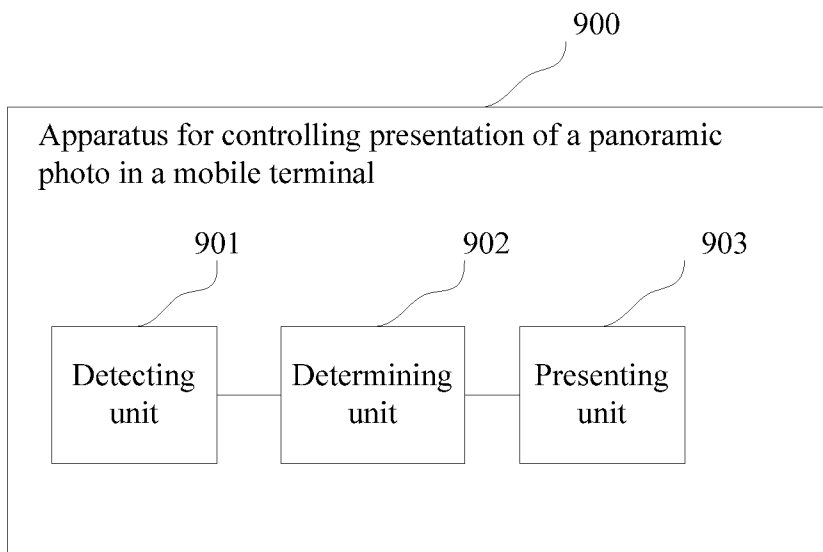 900
Apparatus for controlling presentation of a panoramic
photo in a mobile terminal
901
902
903
Detecting
unit
Determining
unit
Presenting
unit